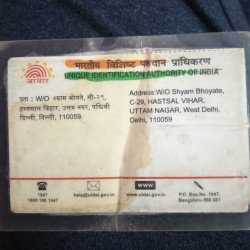 भारतीय विशिष्ट पहचान प्राधिकरण
UNIQUE IDENTIFICATION AUTHORITY OF INDIA
आधार
पता : W/O श्याम भोयते, सी-२९,
हस्तसाल विहार, उत्तम नगर, पश्चिमी
दिल्ली, दिल्ली, 110059
Address:W/O Shyam Bhoyate,
C-29, HASTSAL VIHAR,
UTTAM NAGAR, West Delhi,
Delhi, 110059
1947
1800 180 1947
help@uidai.gov.in
www.uidai.gov.in
P.O. Box No. 1947,
Bengaluru-560 001